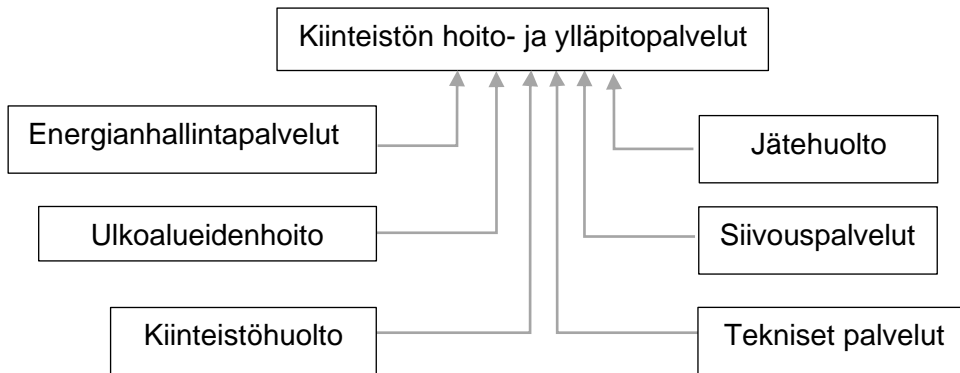 Kiinteistön hoito- ja ylläpitopalvelut
Energianhallintapalvelut
Jätehuolto
Ulkoalueidenhoito
Siivouspalvelut
Kiinteistöhuolto
Tekniset palvelut